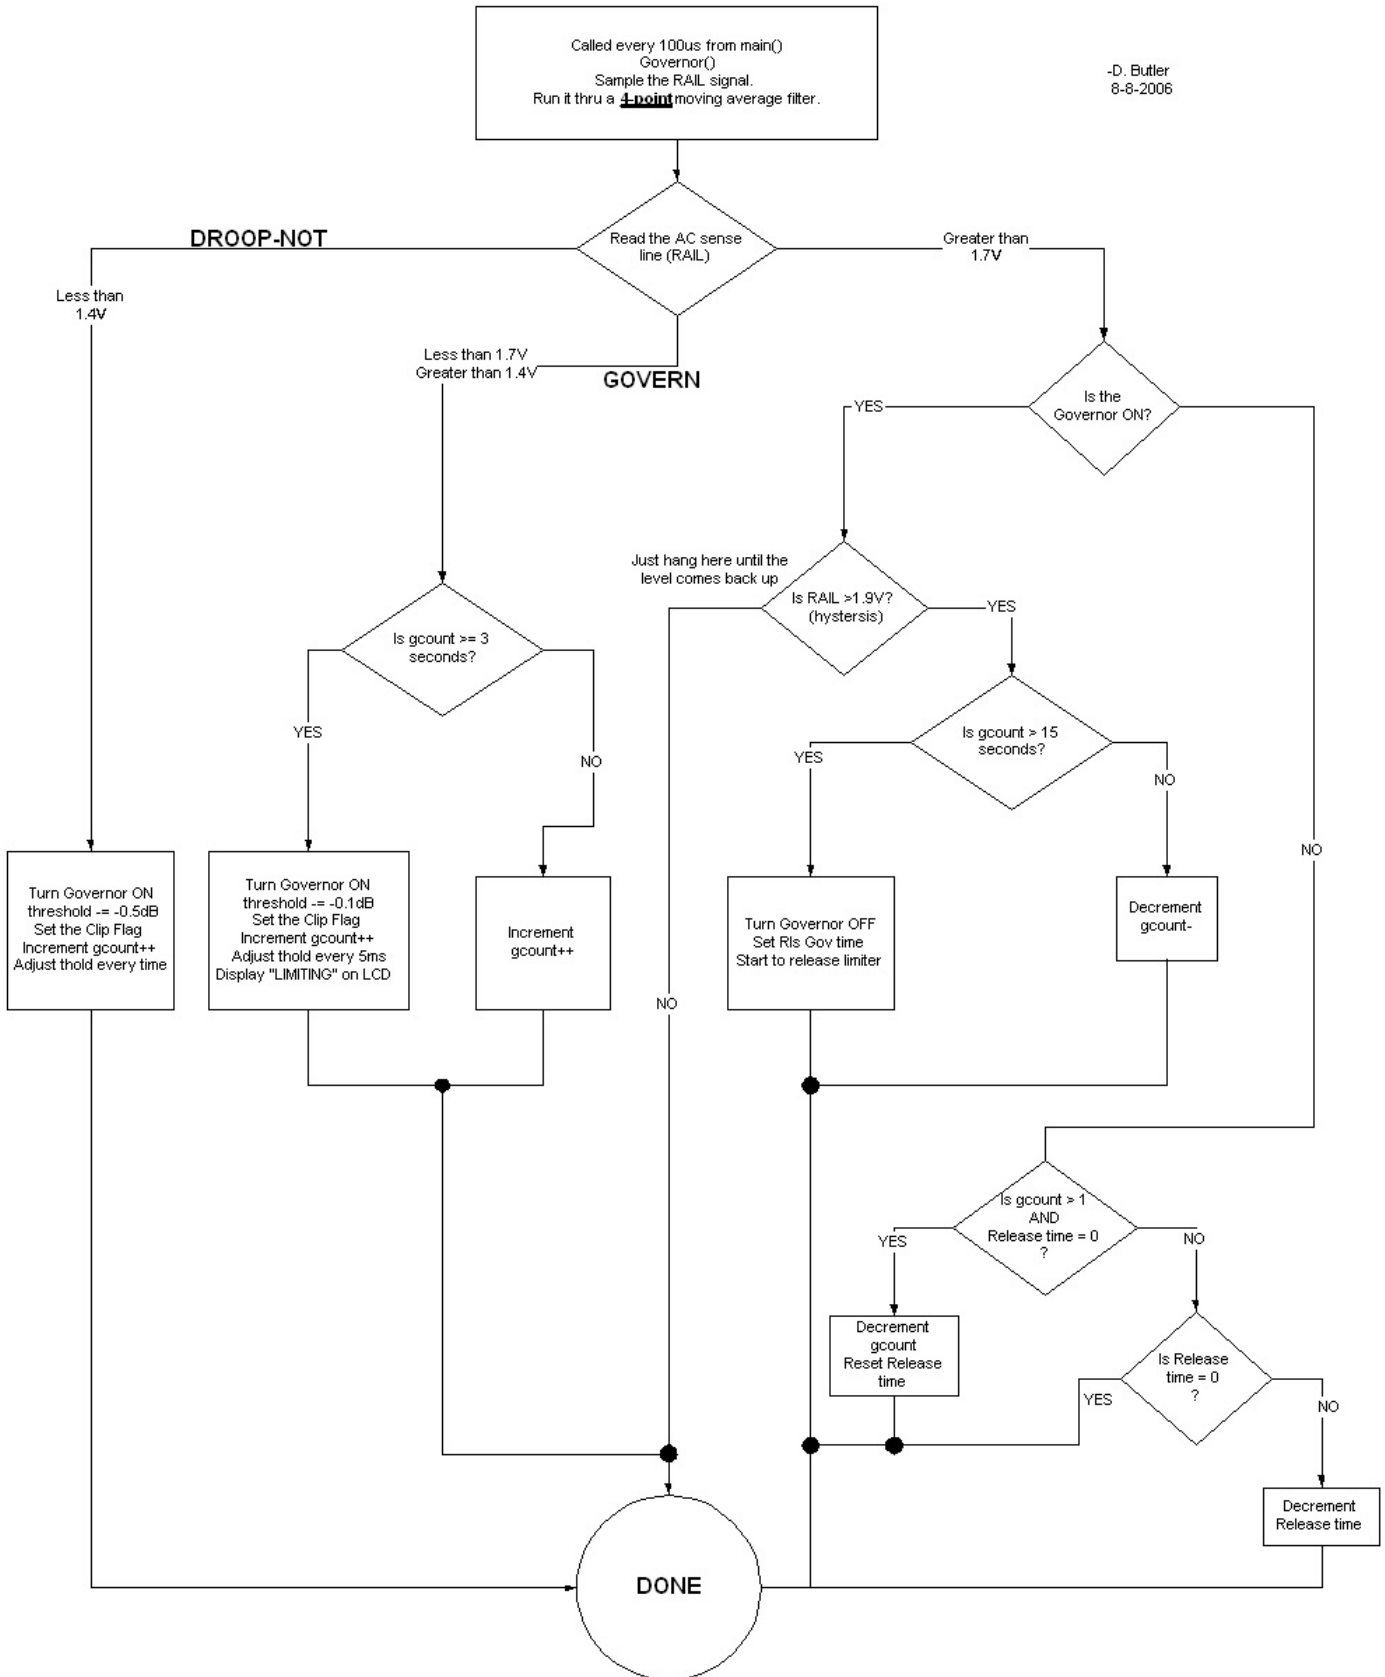 Called every 100us from main()
Governor()
Sample the RAIL signal.
Run it thru a 4-point moving average filter.
-D. Butler
8-8-2006
Read the AC sense
line (RAIL)
DROOP-NOT
Greater than
1.7V
Less than
1.4V
Less than 1.7V
Greater than 1.4V
GOVERN
Is the
Governor ON?
YES
Just hang here until the
level comes back up
Is RAIL >1.9V?
(hystersis)
YES
Is gcount >= 3
seconds?
YES
NO
Is gcount > 15
seconds?
YES
NO
NO
Turn Governor ON
threshold -= -0.5dB
Set the Clip Flag
Increment gcount++
Adjust thold every time
Turn Governor ON
threshold -= -0.1dB
Set the Clip Flag
Increment gcount++
Adjust thold every 5ms
Display "LIMITING" on LCD
Increment
gcount++
NO
Turn Governor OFF
Set Rls Gov time
Start to release limiter
Decrement
gcount-
Is gcount > 1
AND
Release time = 0
?
YES
NO
Decrement
gcount
Reset Release
time
Is Release
time = 0
?
YES
NO
Decrement
Release time
DONE